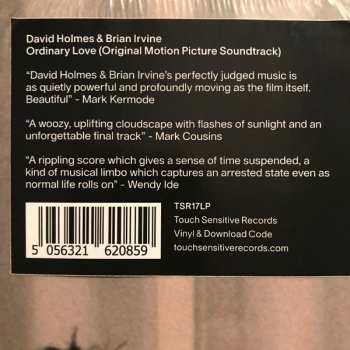 David Holmes & Brian Irvine
Ordinary Love (Original Motion Picture Soundtrack)
“David Holmes & Brian Irvine’s perfectly judged music is
as quietly powerful and profoundly moving as the film itself.
Beautiful” - Mark Kermode
“A woozy, uplifting cloudscape with flashes of sunlight and an
unforgettable final track” - Mark Cousins
“A rippling score which gives a sense of time suspended, a
kind of musical limbo which captures an arrested state even as
normal life rolls on” - Wendy Ide
TSR17LP
Touch Sensitive Records
Vinyl & Download Code
touchsensitiverecords.com
5 056321 620859